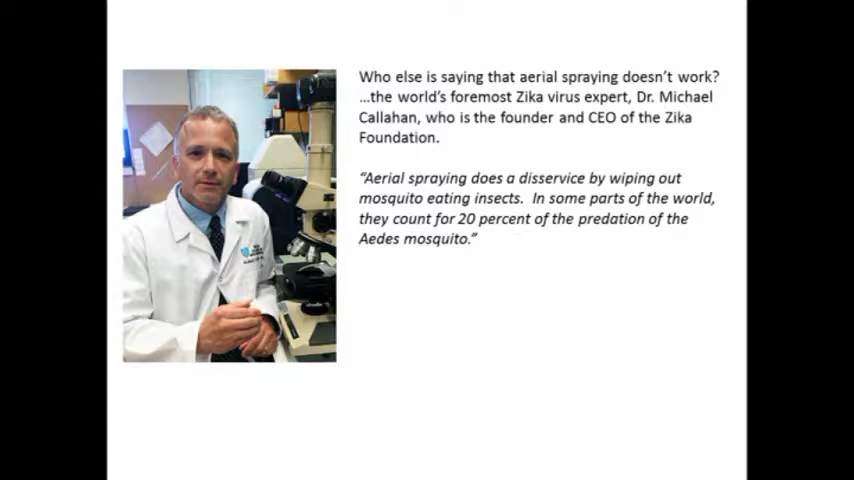 Who else is saying that aerial spraying doesn’t work?
…the world’s foremost Zika virus expert, Dr. Michael
Callahan, who is the founder and CEO of the Zika
Foundation.
“Aerial spraying does a disservice by wiping out
mosquito eating insects.  In some parts of the world,
they count for 20 percent of the predation of the
Aedes mosquito.”